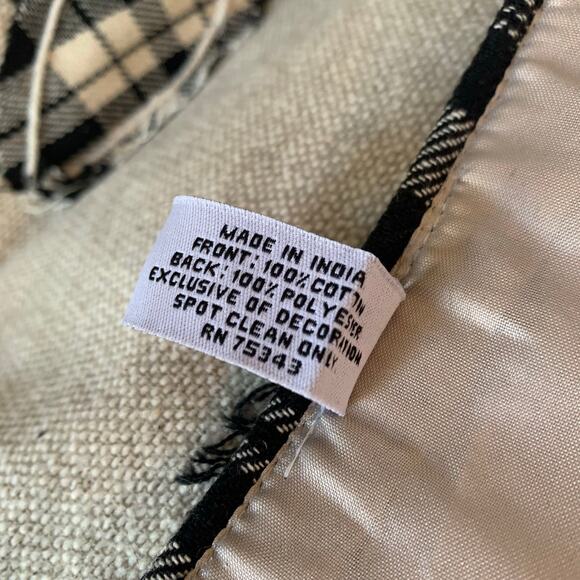 MADE IN INDIA
FRONT: 100% COTTON
BACK: 100% POLYESTER
EXCLUSIVE OF DECORATION
SPOT CLEAN ONLY.
RN 75343